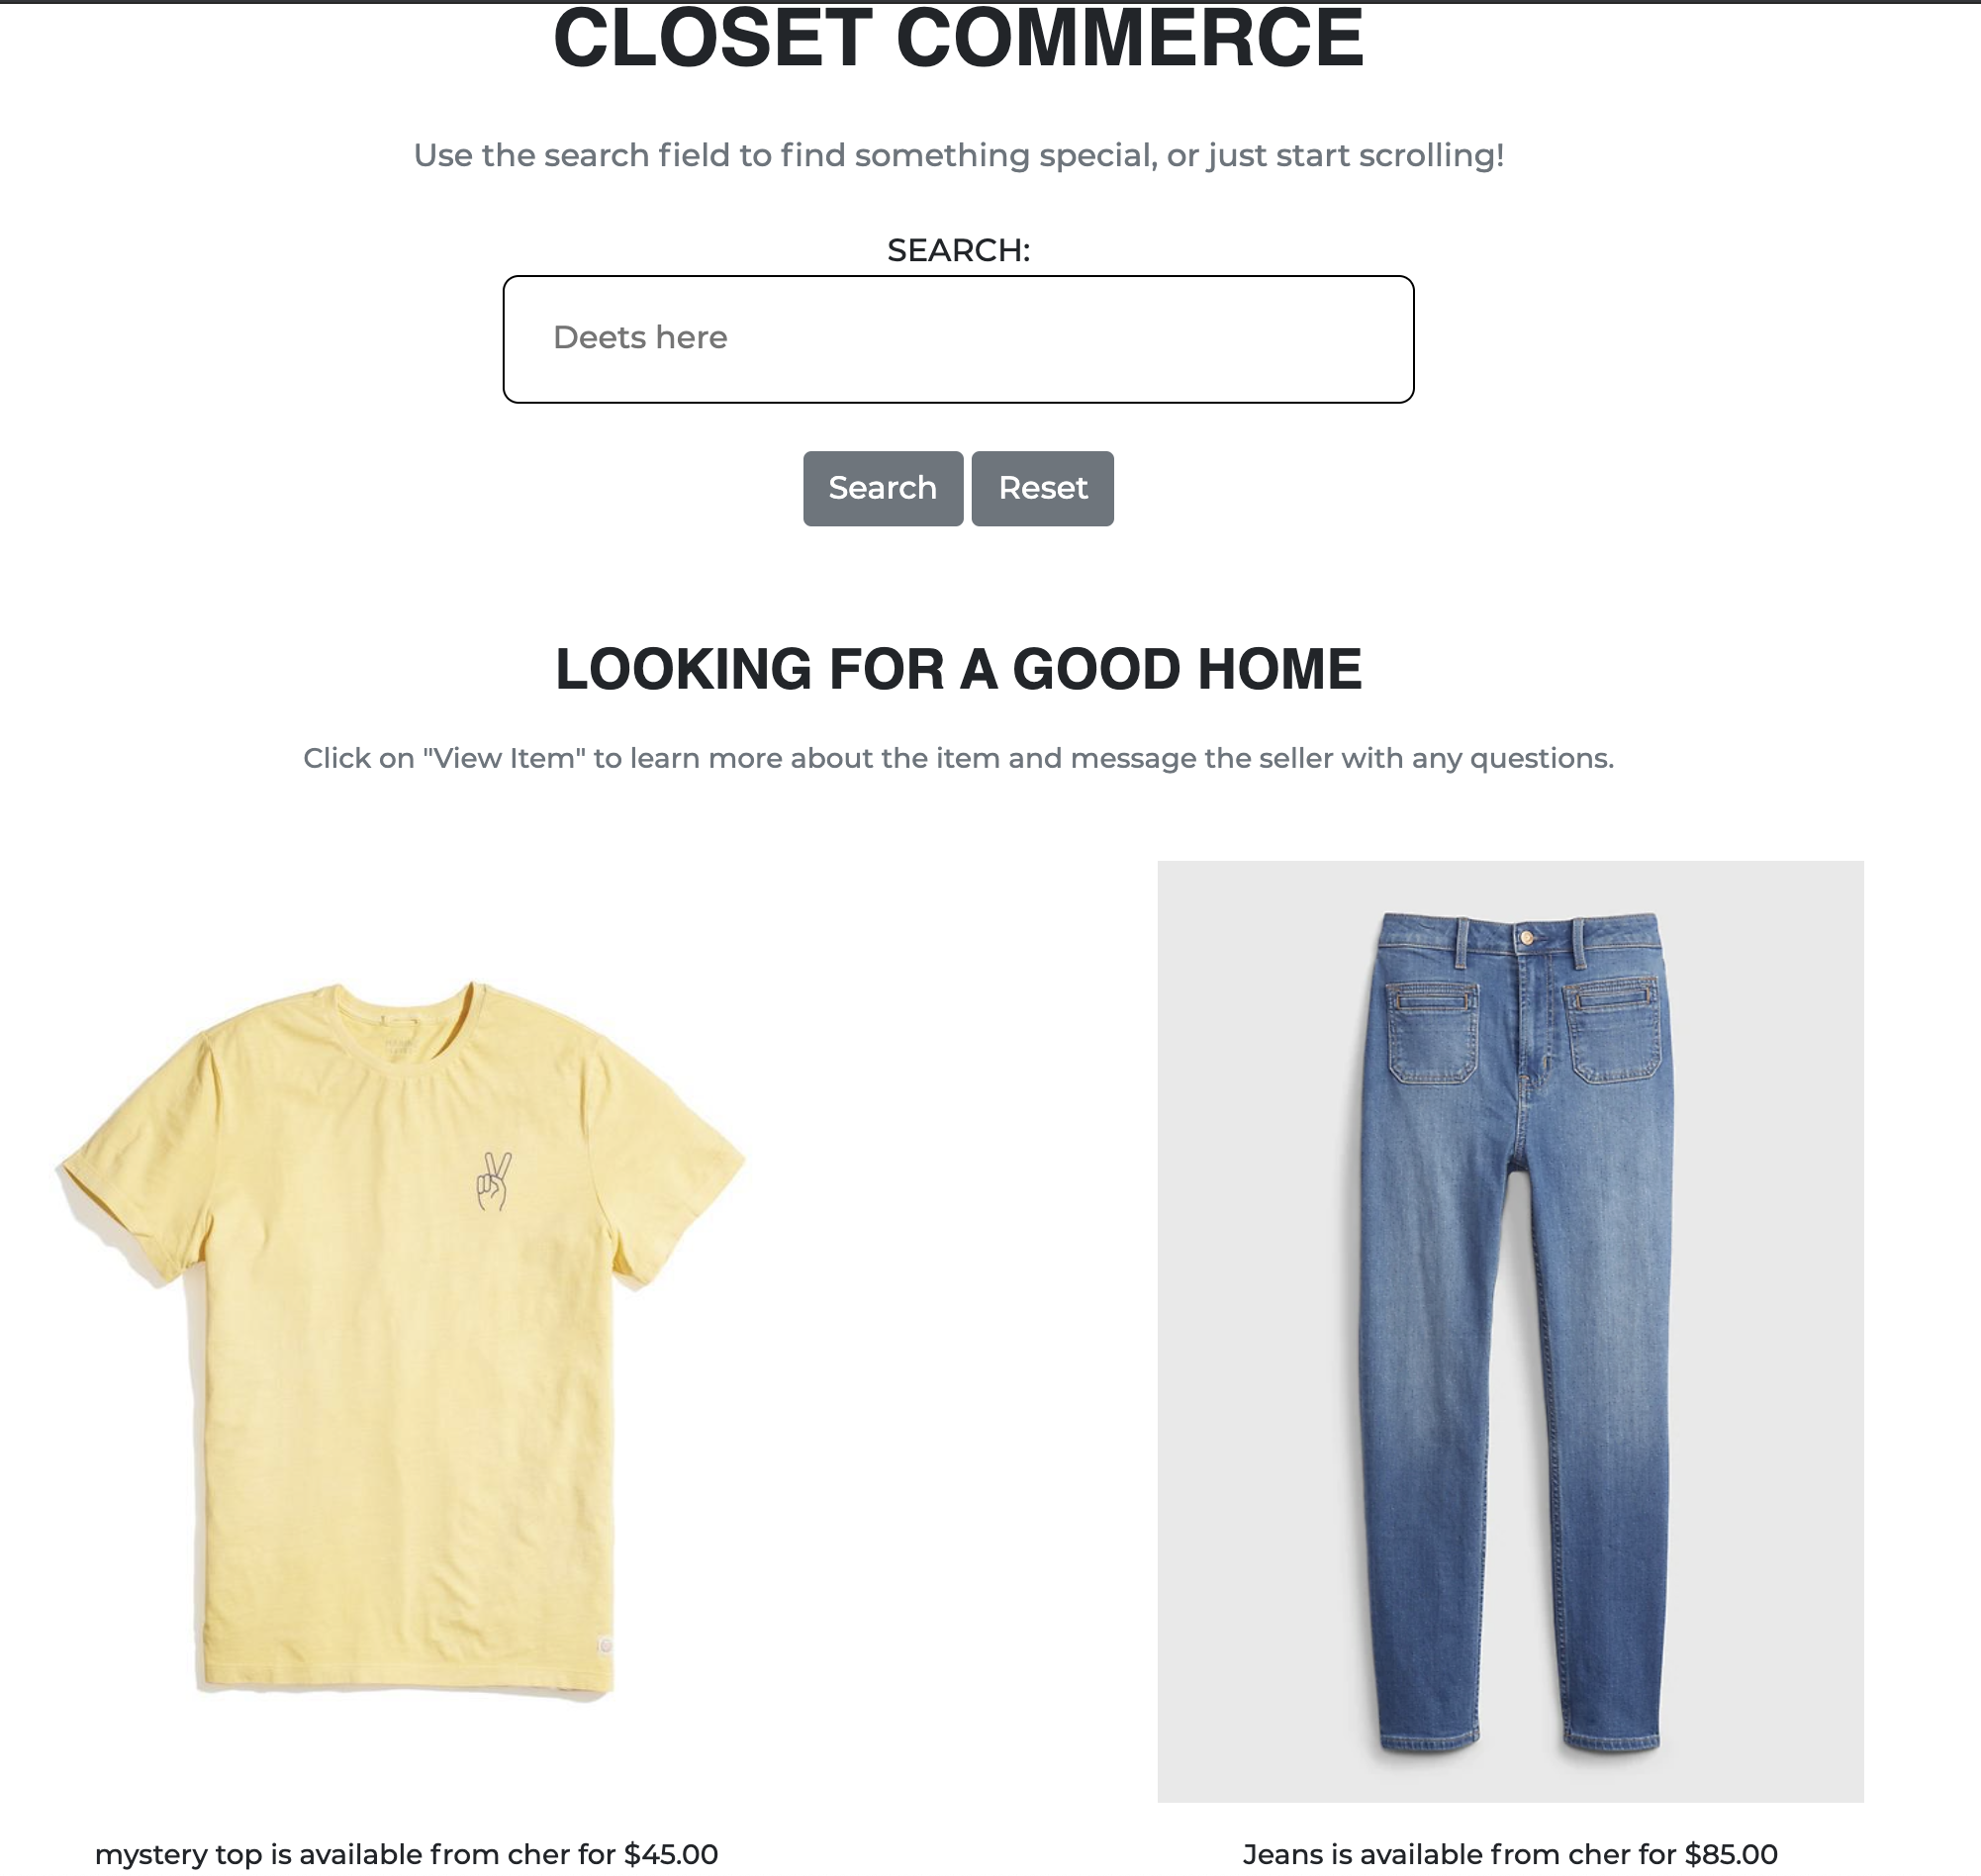 CLOSET COMMERCE
Use the search field to find something special, or just start scrolling!
SEARCH:
Deets here
Search Reset
LOOKING FOR A GOOD HOME
Click on "View Item" to learn more about the item and message the seller with any questions.
mystery top is available from cher for $45.00
Jeans is available from cher for $85.00